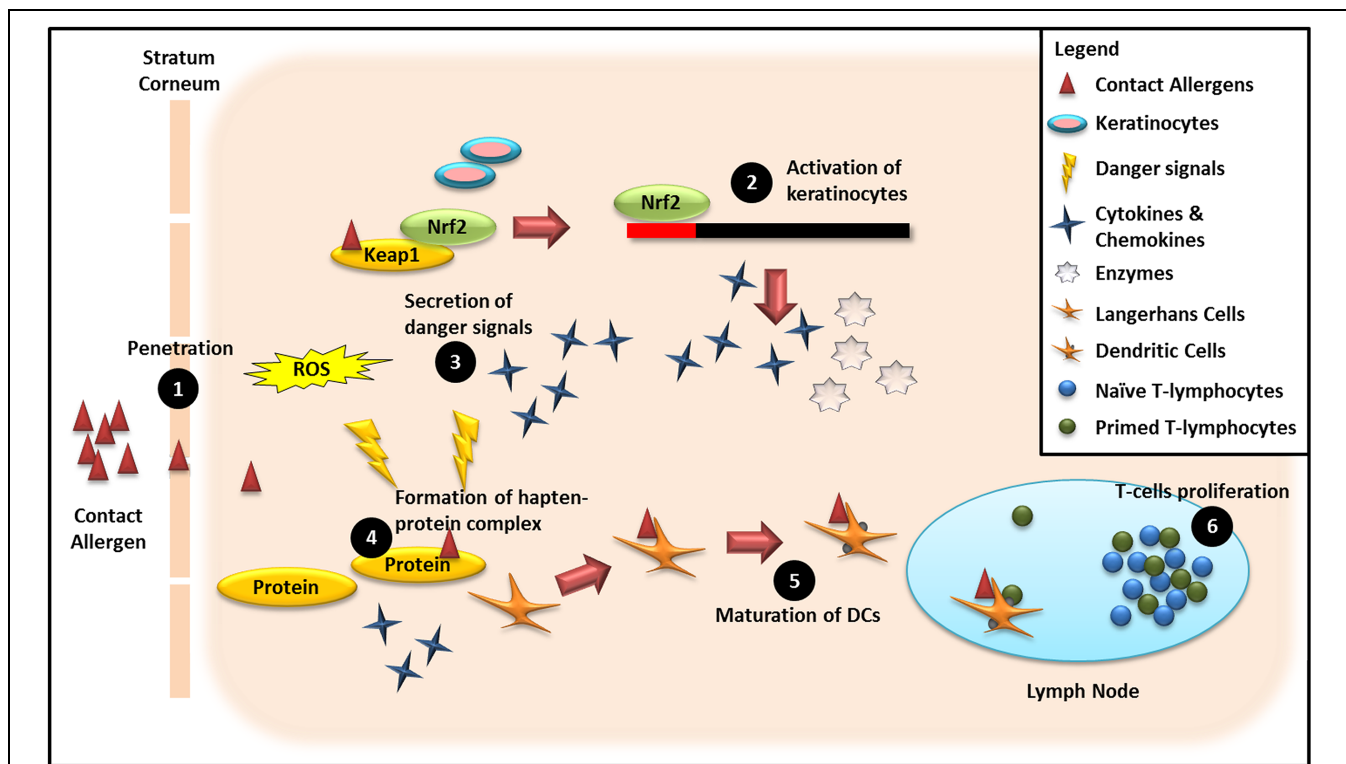 Stratum
Corneum
Legend
Contact Allergens
Keratinocytes
Danger signals
Cytokines &
Chemokines
Enzymes
Langerhans Cells
Dendritic Cells
Naïve T-lymphocytes
Primed T-lymphocytes
2
Activation of
keratinocytes
Nrf2
Nrf2
Keap1
Secretion of
danger signals
3
Penetration
1
ROS
Contact
Allergen
Formation of hapten-
protein complex
4
Protein
Protein
5
Maturation of DCs
T-cells proliferation
6
Lymph Node